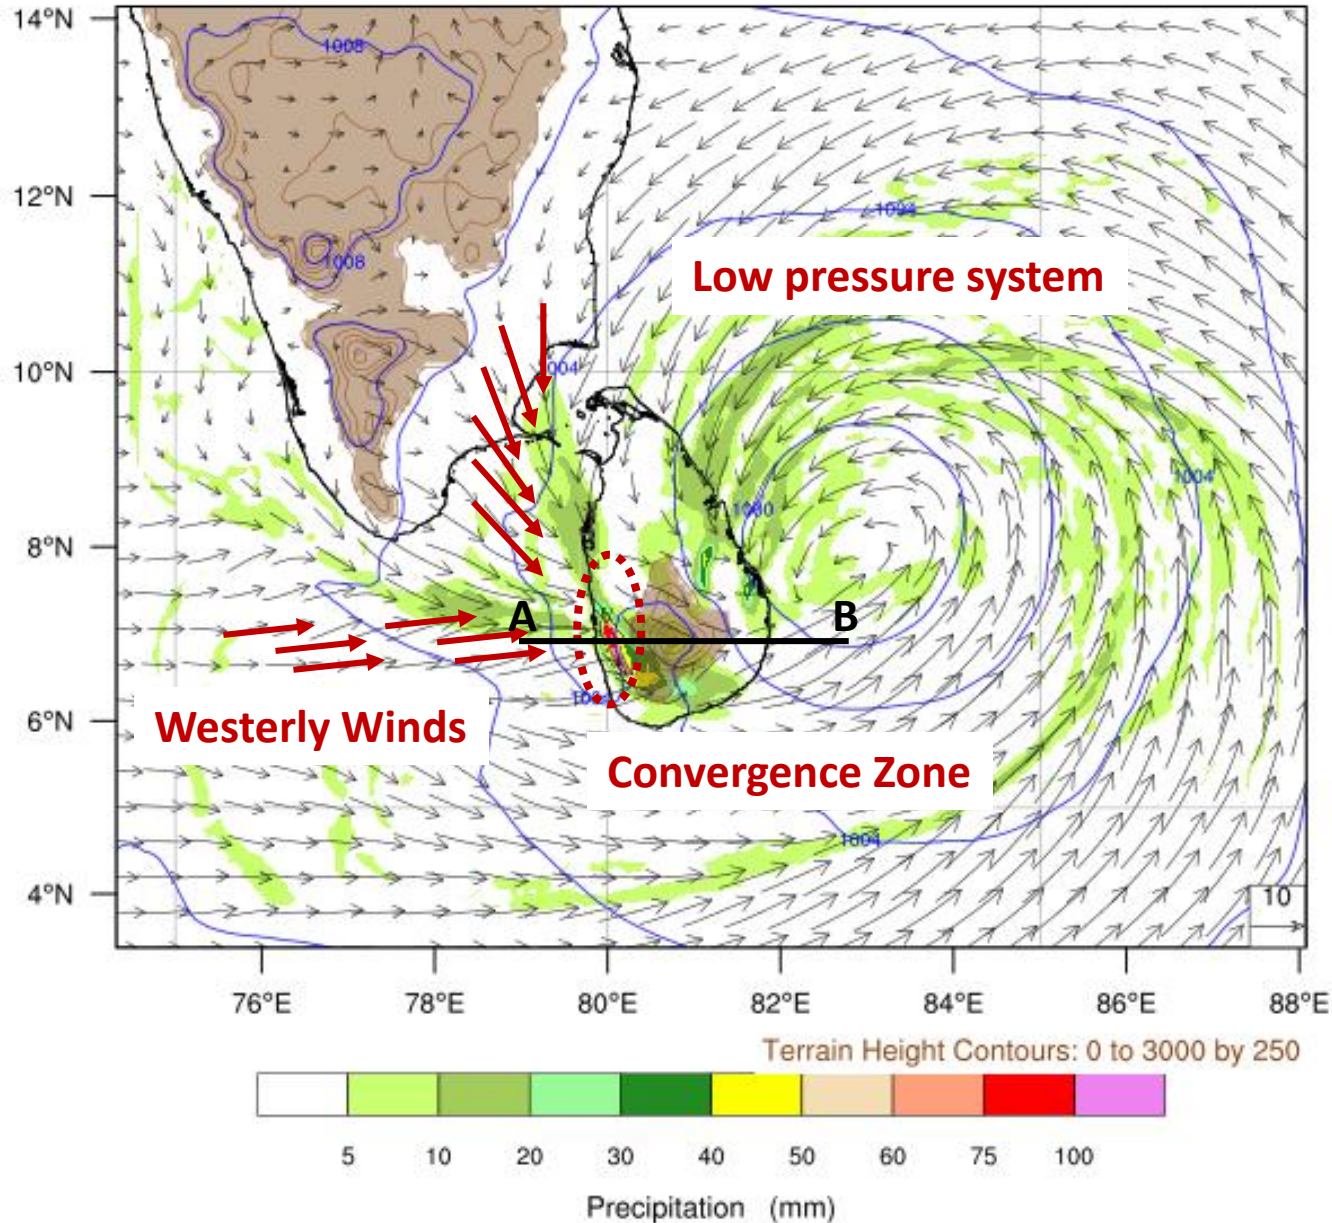 14°N
1008
12°N
1004
Low pressure system
1008
10°N
1004
1004
8°N
1000
A
B
6°N
Westerly Winds
Convergence Zone
1004
4°N
10
76°E 78°E 80°E 82°E 84°E 86°E 88°E
Terrain Height Contours: 0 to 3000 by 250
5 10 20 30 40 50 60 75 100
Precipitation (mm)